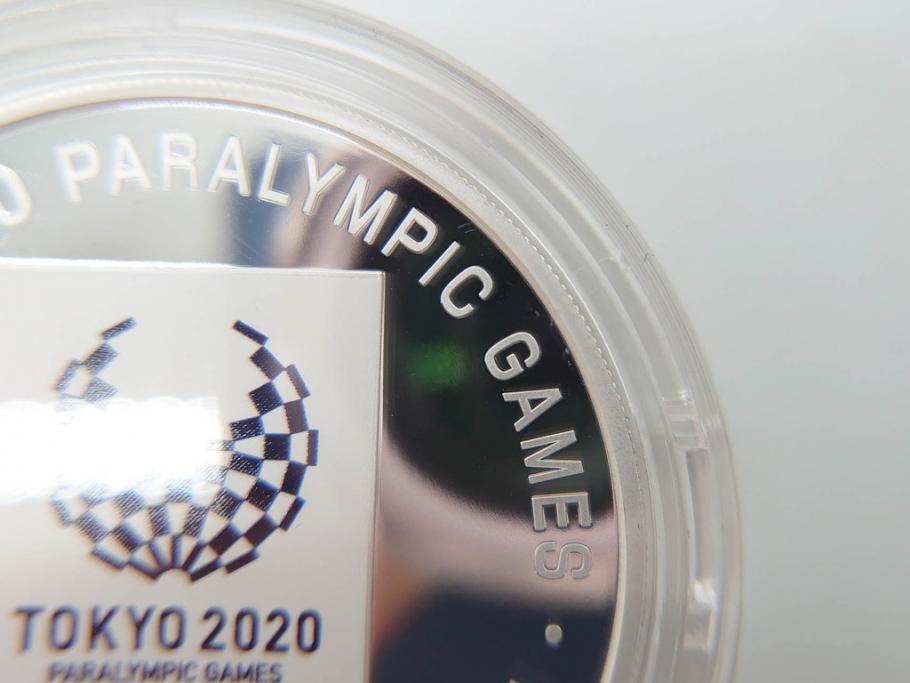 PARALYMPIC GAMES ·
TOKYO 2020
PARALYMPIC GAMES